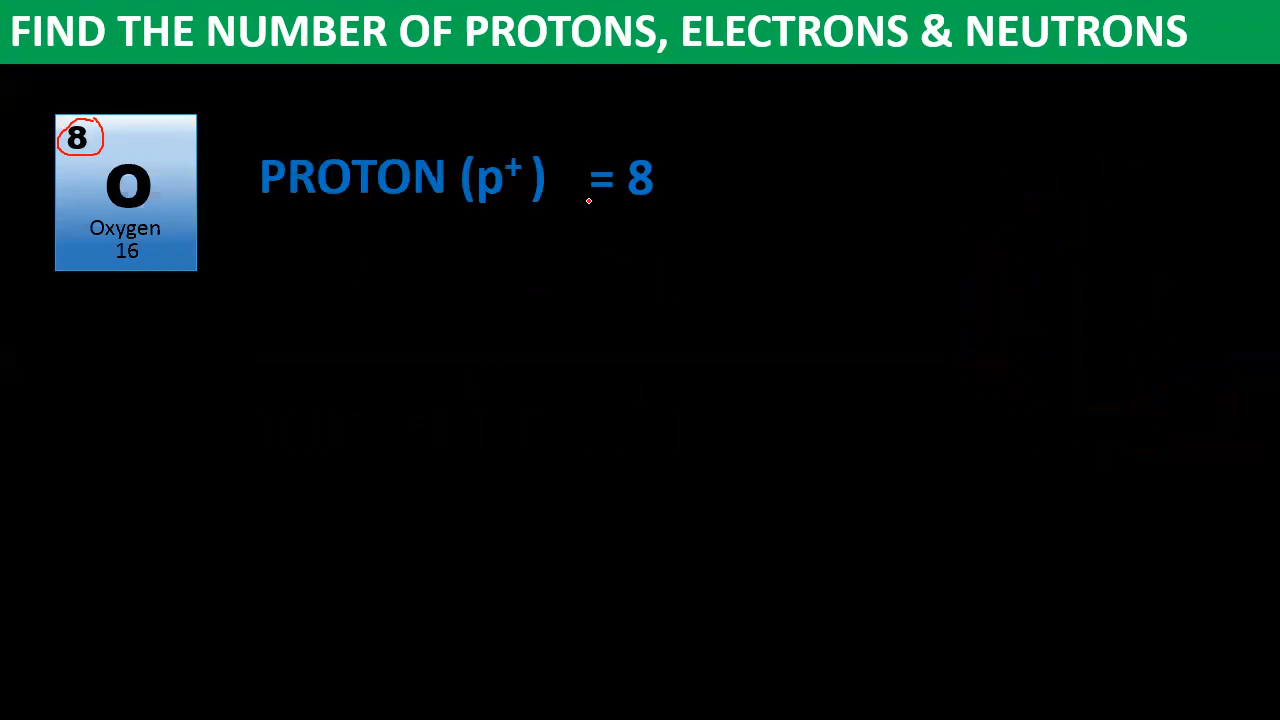 FIND THE NUMBER OF PROTONS, ELECTRONS & NEUTRONS
8
O
Oxygen
16
PROTON (p⁺ ) = 8